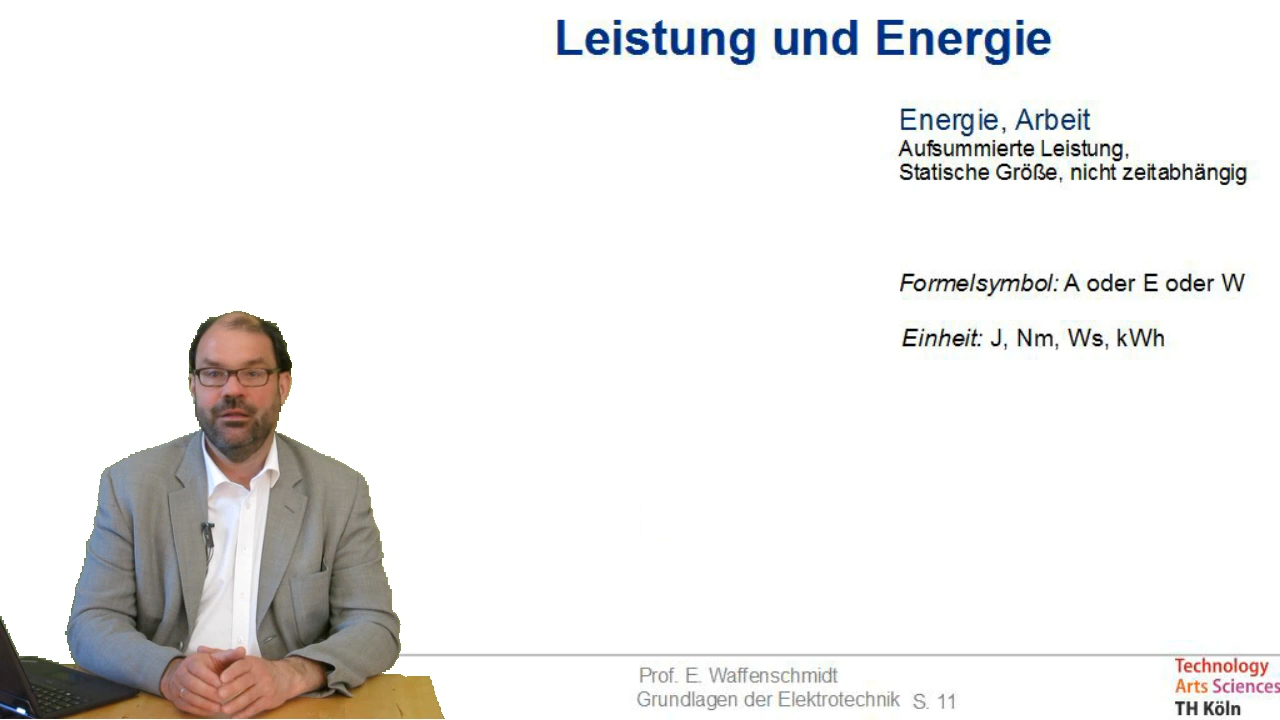 Leistung und Energie
Energie, Arbeit
Aufsummierte Leistung,
Statische Größe, nicht zeitabhängig
Formelsymbol: A oder E oder W
Einheit: J, Nm, Ws, kWh
Prof. E. Waffenschmidt
Grundlagen der Elektrotechnik S. 11
Technology
Arts Sciences
TH Köln